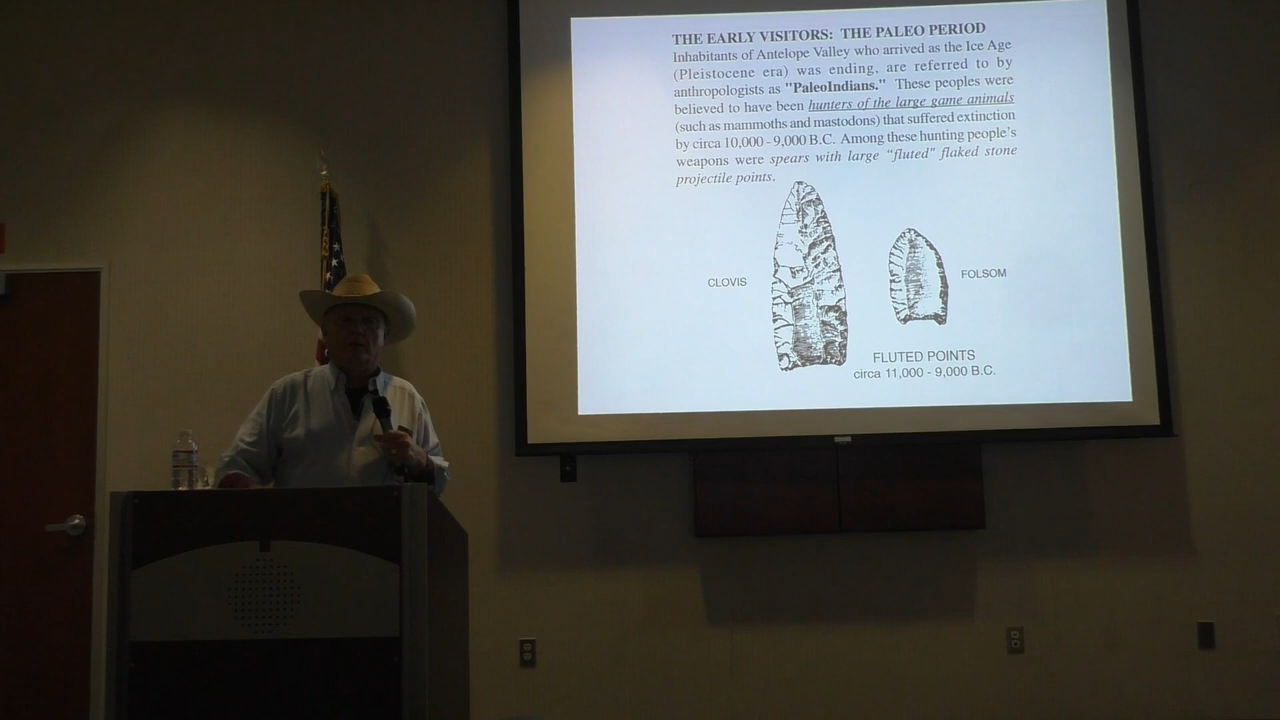 THE EARLY VISITORS: THE PALEO PERIOD
Inhabitants of Antelope Valley who arrived as the Ice Age
(Pleistocene era) was ending, are referred to by
anthropologists as "PaleoIndians." These peoples were
believed to have been hunters of the large game animals
(such as mammoths and mastodons) that suffered extinction
by circa 10,000 - 9,000 B.C. Among these hunting people's
weapons were spears with large "fluted" flaked stone
projectile points.
CLOVIS
FOLSOM
FLUTED POINTS
circa 11,000 - 9,000 B.C.